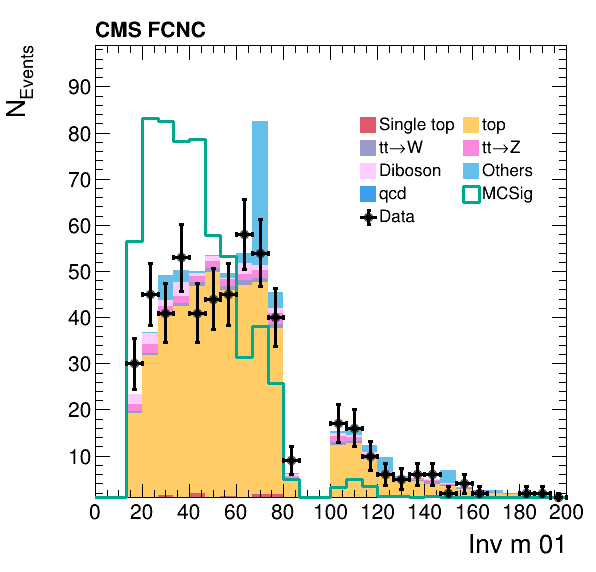 CMS FCNC
N_Events
90
80
70
60
50
40
30
20
10
Single top
top
tt→W
tt→Z
Diboson
Others
qcd
MCSig
Data
0 20 40 60 80 100 120 140 160 180 200
Inv m 01